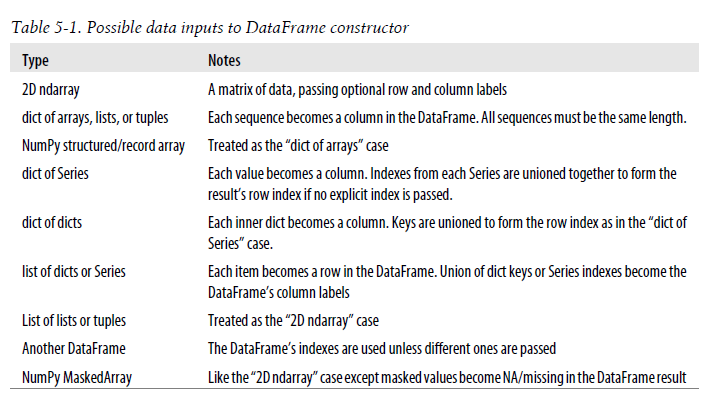 Table 5-1. Possible data inputs to DataFrame constructor
Type Notes
2D ndarray A matrix of data, passing optional row and column labels
dict of arrays, lists, or tuples Each sequence becomes a column in the DataFrame. All sequences must be the same length.
NumPy structured/record array Treated as the “dict of arrays” case
dict of Series Each value becomes a column. Indexes from each Series are unioned together to form the
result’s row index if no explicit index is passed.
dict of dicts Each inner dict becomes a column. Keys are unioned to form the row index as in the “dict of
Series” case.
list of dicts or Series Each item becomes a row in the DataFrame. Union of dict keys or Series indexes become the
DataFrame’s column labels
List of lists or tuples Treated as the “2D ndarray” case
Another DataFrame The DataFrame’s indexes are used unless different ones are passed
NumPy MaskedArray Like the “2D ndarray” case except masked values become NA/missing in the DataFrame result